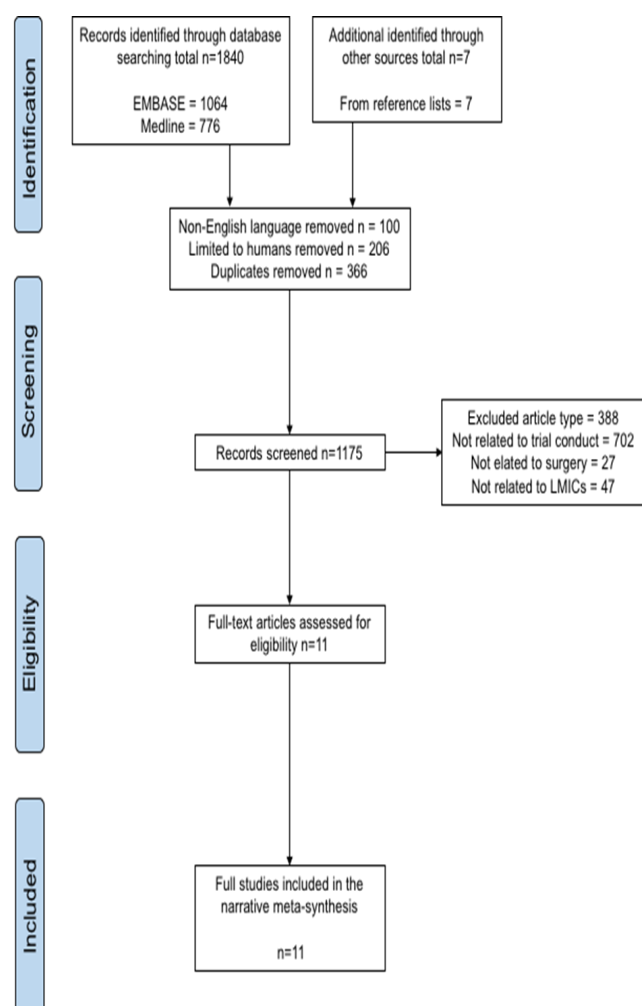 Identification
Records identified through database
searching total n=1840
EMBASE = 1064
Medline = 776
Additional identified through
other sources total n=7
From reference lists = 7
Non-English language removed n = 100
Limited to humans removed n = 206
Duplicates removed n = 366
Screening
Records screened n=1175
Excluded article type = 388
Not related to trial conduct = 702
Not elated to surgery = 27
Not related to LMICs = 47
Eligibility
Full-text articles assessed for
eligibility n=11
Included
Full studies included in the
narrative meta-synthesis
n=11